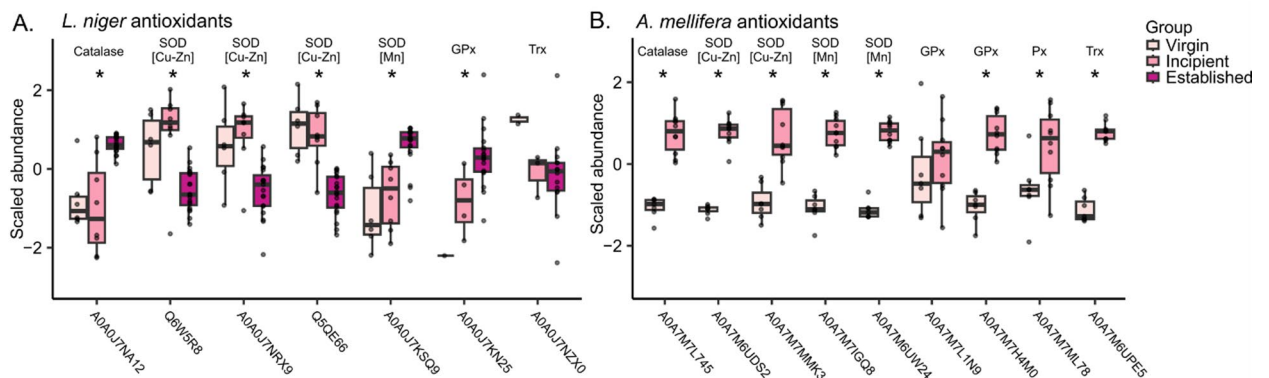 A.
L. niger antioxidants
Catalase
*
SOD
[Cu-Zn]
*
SOD
[Cu-Zn]
*
SOD
[Cu-Zn]
*
SOD
[Mn]
*
GPx
*
Trx
Scaled abundance
2
0
−2
A0A0J7NA12
Q6W5R8
A0A0J7NRX9
Q5QE66
A0A0J7KSQ9
A0A0J7KN25
A0A0J7NZX0
B.
A. mellifera antioxidants
Catalase
*
SOD
[Cu-Zn]
*
SOD
[Cu-Zn]
*
SOD
[Mn]
*
SOD
[Mn]
*
GPx
GPx
*
Px
*
Trx
*
Scaled abundance
2
0
−2
A0A7M7L745
A0A7M6UDS2
A0A7M7MMK3
A0A7M7IGQ8
A0A7M6UW24
A0A7M7L1N9
A0A7M7H4M0
A0A7M7ML78
A0A7M6UPE5
Group
Virgin
Incipient
Established